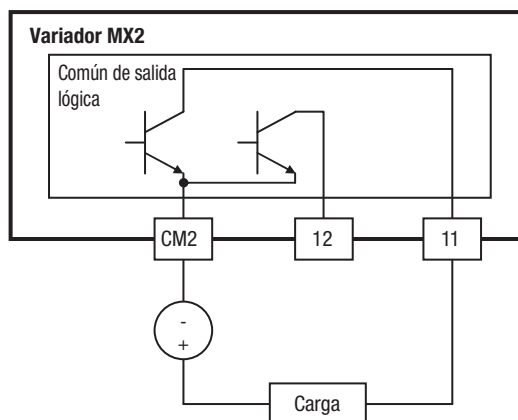 Variador MX2
Común de salida
lógica
CM2
12
11
-
+
Carga